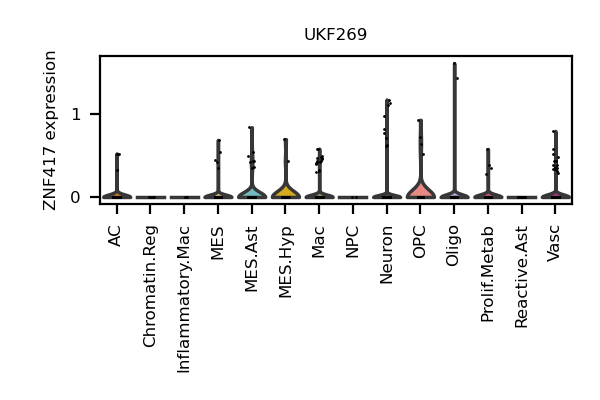 UKF269
ZNF417 expression
1
0
AC
Chromatin.Reg
Inflammatory.Mac
MES
MES.Ast
MES.Hyp
Mac
NPC
Neuron
OPC
Oligo
Prolif.Metab
Reactive.Ast
Vasc